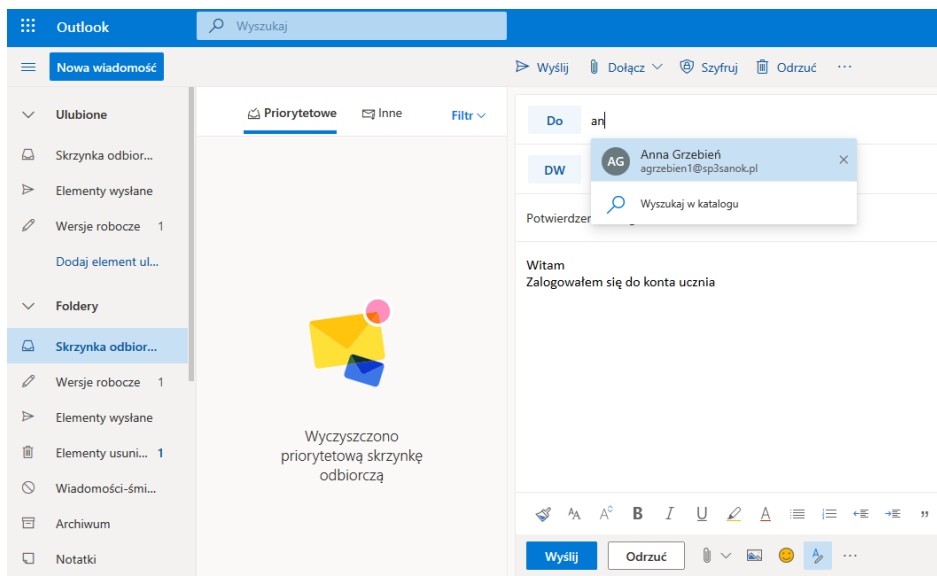 Outlook
Wyszukaj
Nowa wiadomość
Wyślij Dołącz Szyfruj Odrzuć ...
Ulubione
Skrzynka odbior...
Elementy wysłane
Wersje robocze 1
Dodaj element ul...
Foldery
Skrzynka odbior...
Wersje robocze 1
Elementy wysłane
Elementy usuni... 1
Wiadomości-śmi...
Archiwum
Notatki
Priorytetowe Inne Filtr
Wyczyszczono
priorytetową skrzynkę
odbiorczą
Do an
AG Anna Grzebień
agrzebien1@sp3sanok.pl
DW
Wyszukaj w katalogu
Witam
Zalogowałem się do konta ucznia
B I U A
Wyślij Odrzuć ...